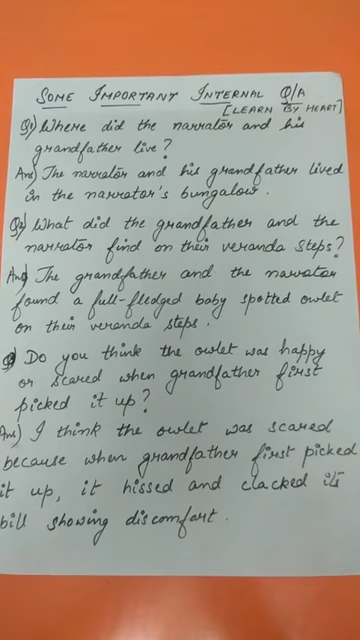 SOME IMPORTANT INTERNAL Q/A
[LEARN BY HEART]
Q1) Where did the narrator and his
grandfather live?
Ans) The narrator and his grandfather lived
in the narrator's bungalow.
Q2) What did the grandfather and the
narrator find on their veranda steps?
Ans) The grandfather and the narrator
found a full-fledged baby spotted owlet
on their veranda steps.
Do you think the owlet was happy
or scared when grandfather first
picked it up?
Ans) I think the owlet was scared
because when grandfather first picked
it up, it hissed and clacked its
bill showing discomfort.